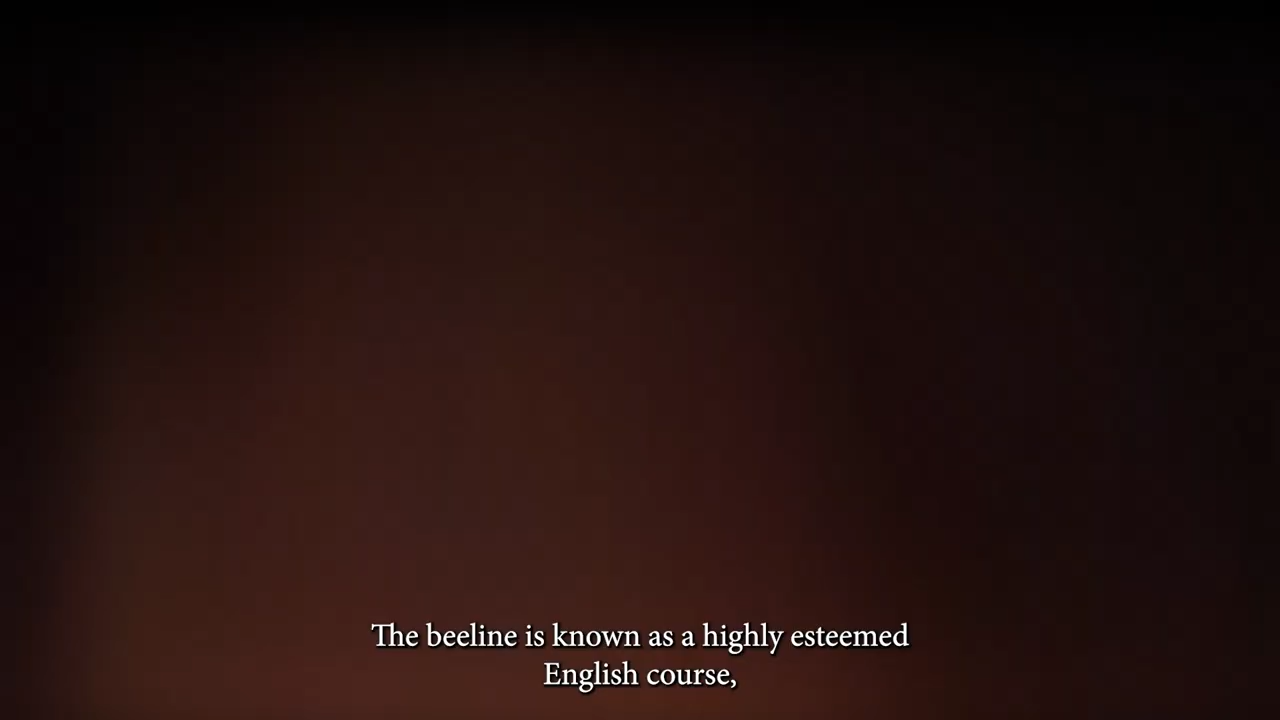 The beeline is known as a highly esteemed
English course,